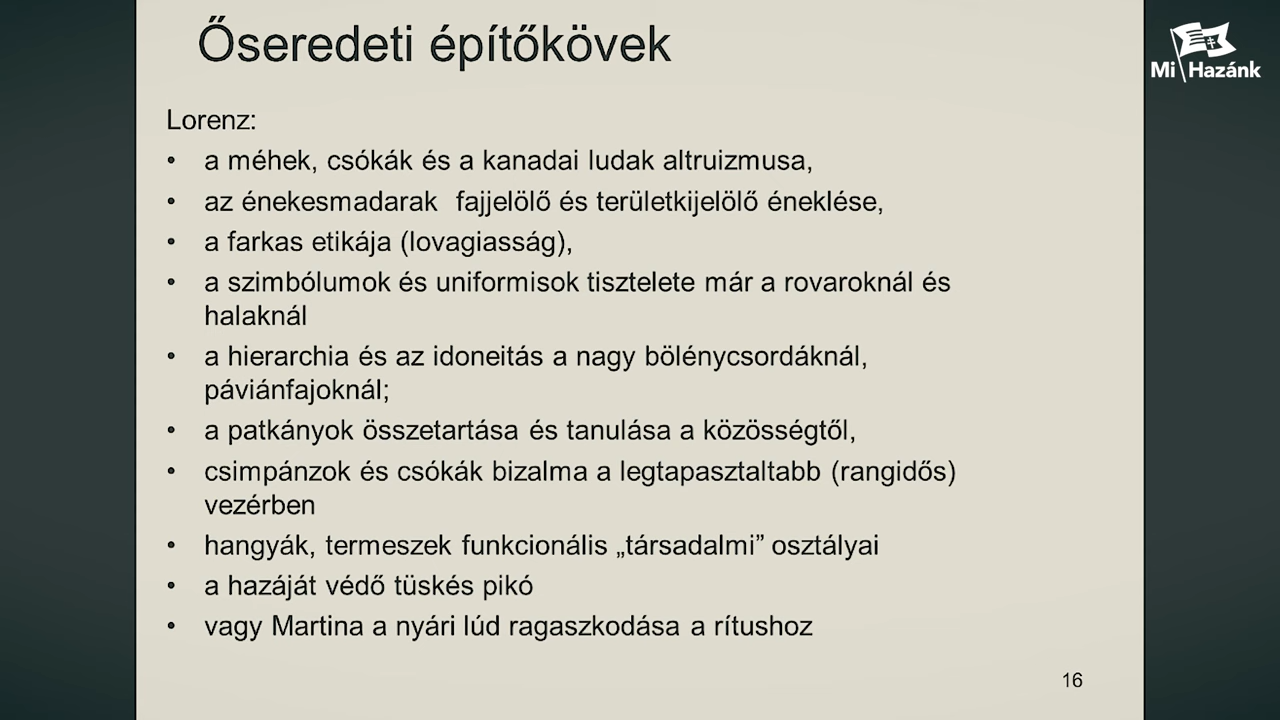 Őseredeti építőkövek
Mi Hazánk
Lorenz:
• a méhek, csókák és a kanadai ludak altruizmusa,
• az énekesmadarak fajjelölő és területkijelölő éneklése,
• a farkas etikája (lovagiasság),
• a szimbólumok és uniformisok tisztelete már a rovaroknál és
halaknál
• a hierarchia és az idoneitás a nagy bölénycsordáknál,
páviánfajoknál;
• a patkányok összetartása és tanulása a közösségtől,
• csimpánzok és csókák bizalma a legtapasztaltabb (rangidős)
vezérben
• hangyák, termeszek funkcionális „társadalmi” osztályai
• a hazáját védő tüskés pikó
• vagy Martina a nyári lúd ragaszkodása a rítushoz
16